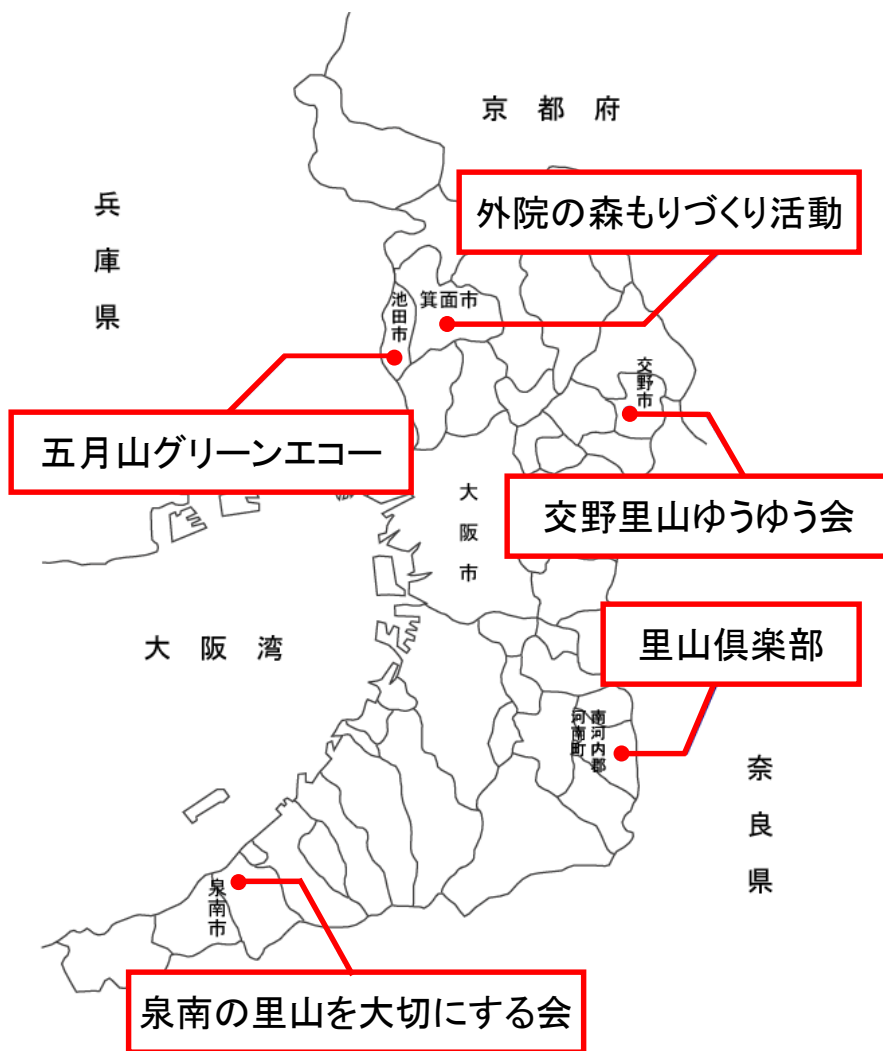 京都府
兵庫県
外院の森もりづくり活動
池田市
箕面市
交野市
五月山グリーンエコー
大阪市
交野里山ゆうゆう会
大阪湾
里山倶楽部
南河内郡
河南町
奈良県
泉南市
泉南の里山を大切にする会